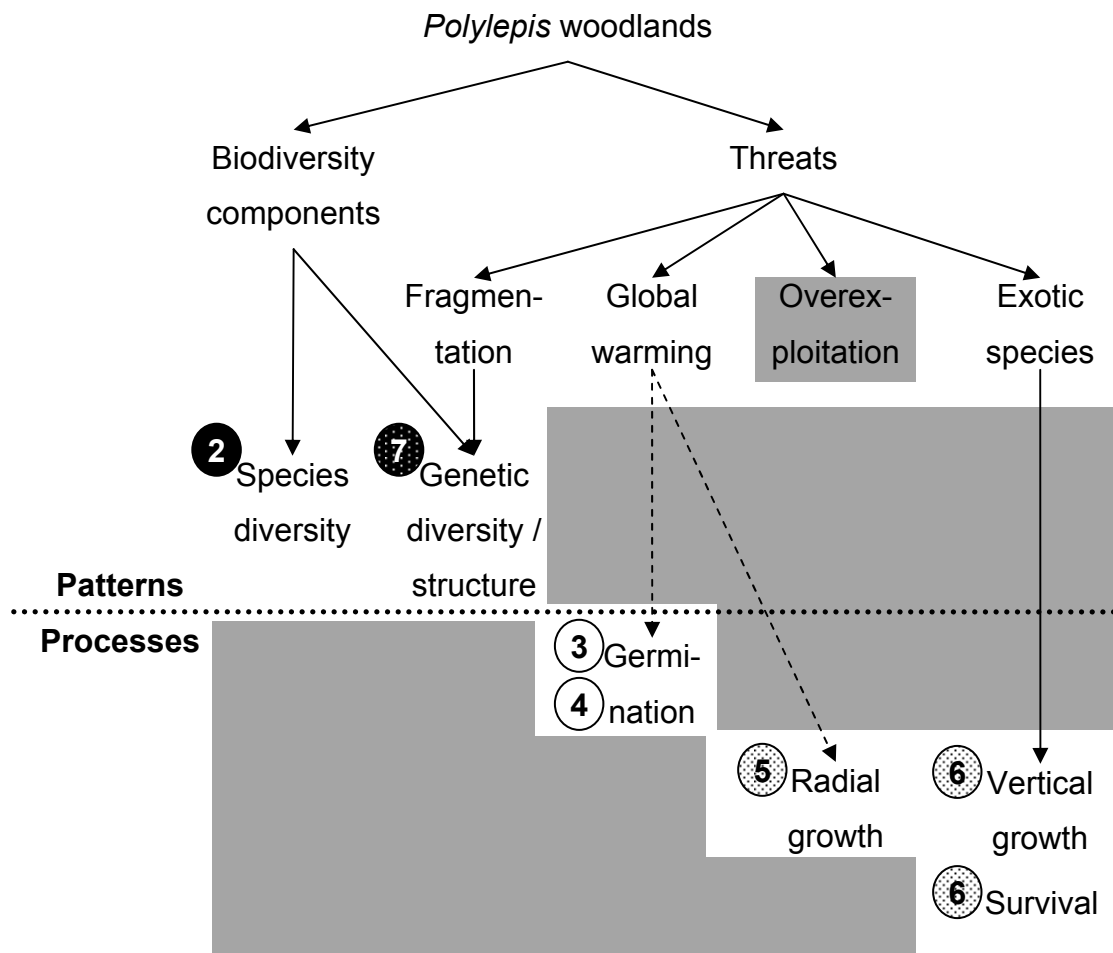 Polylepis woodlands
Biodiversity
components
Threats
Fragmen-
tation
Global
warming
Overex-
ploitation
Exotic
species
2 Species
diversity
7 Genetic
diversity /
structure
Patterns
Processes
3 Germi-
4 nation
5 Radial
growth
6 Vertical
growth
6 Survival